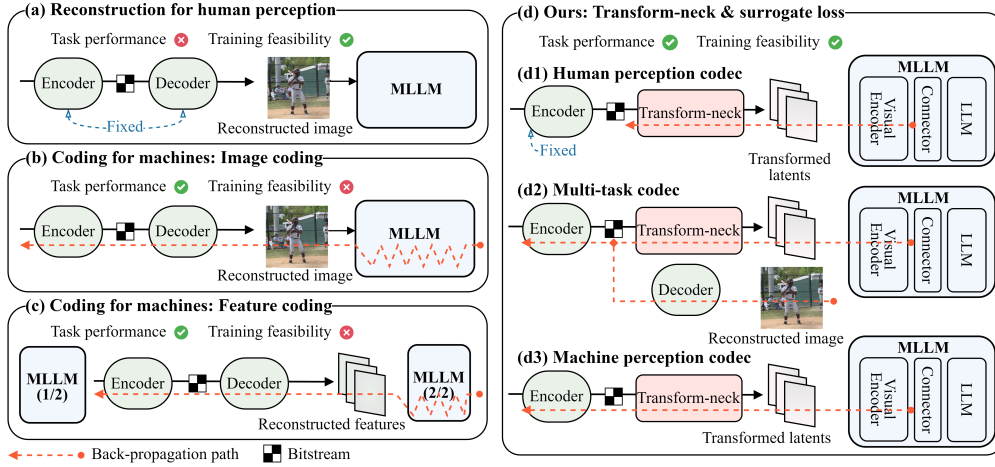 (a) Reconstruction for human perception
Task performance
Training feasibility
Encoder
Decoder
Fixed
Reconstructed image
MLLM
(b) Coding for machines: Image coding
Task performance
Training feasibility
Encoder
Decoder
Reconstructed image
MLLM
(c) Coding for machines: Feature coding
Task performance
Training feasibility
MLLM
(1/2)
Encoder
Decoder
Reconstructed features
MLLM
(2/2)
Back-propagation path
Bitstream
(d) Ours: Transform-neck & surrogate loss
Task performance
Training feasibility
(d1) Human perception codec
Encoder
Fixed
Transform-neck
Transformed
latents
MLLM
Visual
Encoder
Connector
LLM
(d2) Multi-task codec
Encoder
Transform-neck
Decoder
Reconstructed image
MLLM
Visual
Encoder
Connector
LLM
(d3) Machine perception codec
Encoder
Transform-neck
Transformed latents
MLLM
Visual
Encoder
Connector
LLM